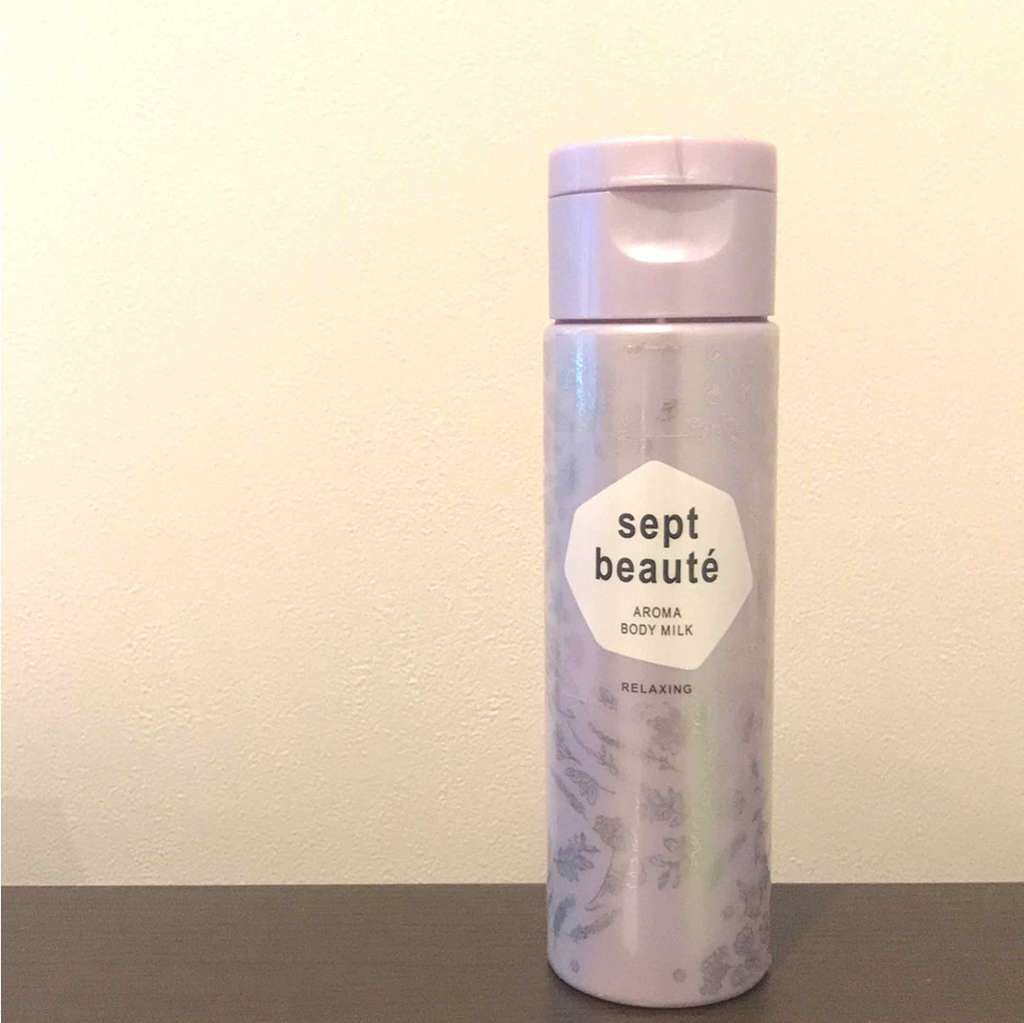 sept
beauté
AROMA
BODY MILK
RELAXING